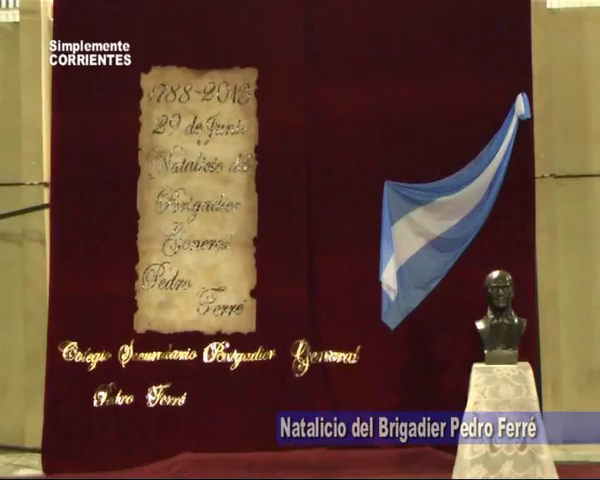 Simplemente
CORRIENTES
1788-2018
29 de Junio
Natalicio del
Brigadier
General
Pedro
Ferré
Colegio Secundario Brigadier General
Pedro Ferré
Natalicio del Brigadier Pedro Ferré